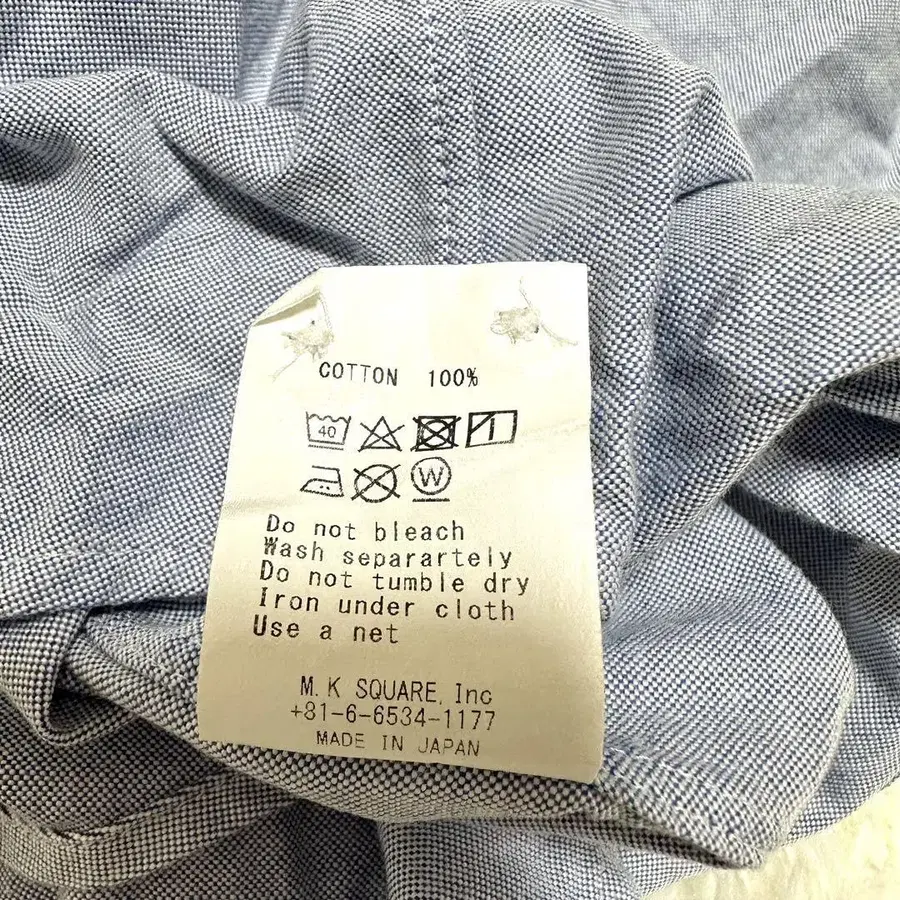 COTTON 100%
40
W
Do not bleach
Wash separartely
Do not tumble dry
Iron under cloth
Use a net
M.K SQUARE, Inc
+81-6-6534-1177
MADE IN JAPAN